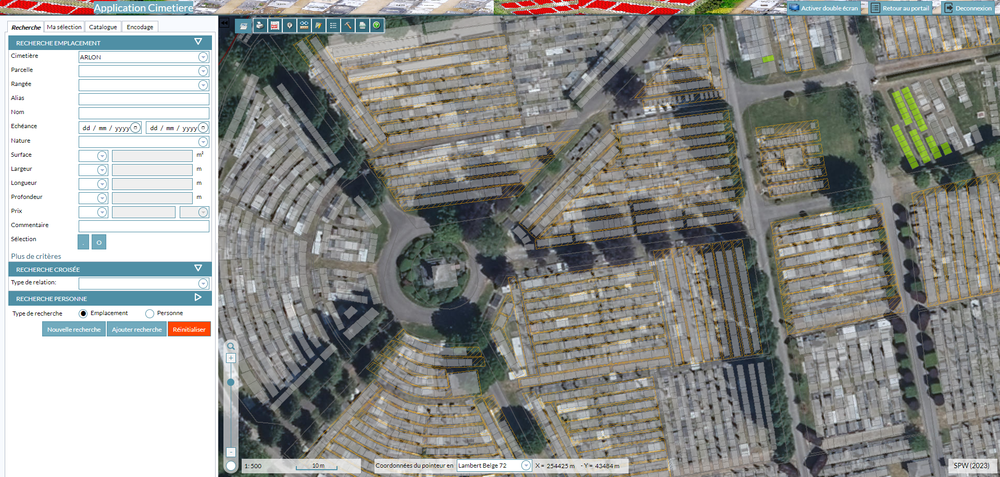 Application Cimetiere
Activer double écran
Retour au portail
Deconnexion
Recherche
Ma sélection
Catalogue
Encodage
RECHERCHE EMPLACEMENT
Cimetière
ARLON
Parcelle
Rangée
Alias
Nom
Echéance
dd / mm / yyyy
dd / mm / yyyy
Nature
Surface
m²
Largeur
m
Longueur
m
Profondeur
m
Prix
Commentaire
Sélection
.
O
Plus de critères
RECHERCHE CROISÉE
Type de relation:
RECHERCHE PERSONNE
Type de recherche
Emplacement
Personne
Nouvelle recherche
Ajouter recherche
Réinitialiser
PDF
+
-
1: 500
10 m
Coordonnées du pointeur en
Lambert Belge 72
X = 254425 m - Y = 43484 m
SPW (2023)